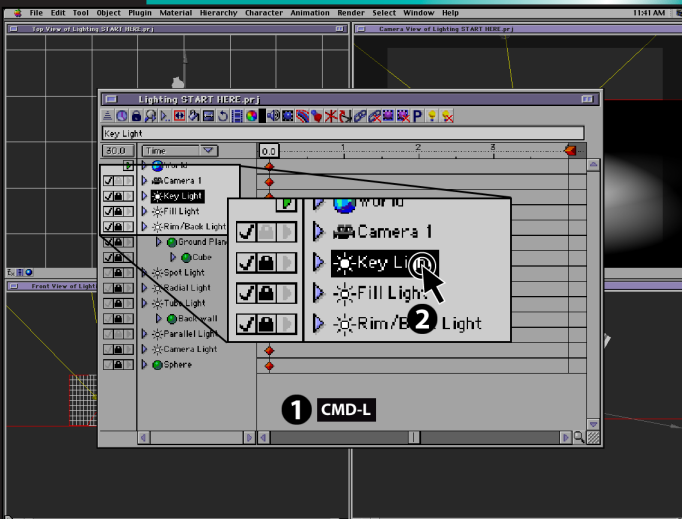 File Edit Tool Object Plugin Material Hierarchy Character Animation Render Select Window Help 11:41 AM
Top View of Lighting START HERE.prj
Camera View of Lighting START HERE.prj
Lighting START HERE.prj
P
Key Light
30.0 Time 0.0 1 2 3
World
Camera 1
Key Light
Fill Light
Rim/Back Light
Ground Plane
Cube
Spot Light
Radial Light
Tube Light
Back wall
Parallel Light
Camera Light
Sphere
World
Camera 1
Key Light
Fill Light
Rim/Back Light
2
1 CMD-L
Front View of Light